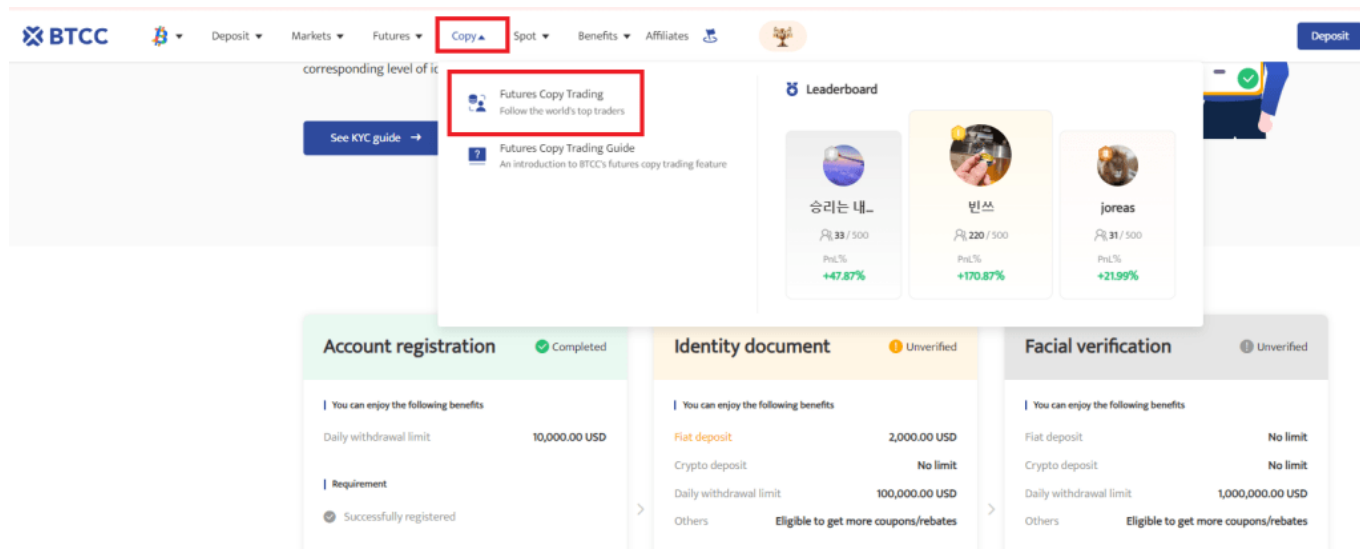 BTCC
Deposit
Markets
Futures
Copy
Spot
Benefits
Affiliates
Deposit
corresponding level of
See KYC guide →
Futures Copy Trading
Follow the world's top traders
Futures Copy Trading Guide
An introduction to BTCC's futures copy trading feature
Leaderboard
승리는 내...
33 / 500
PnL%
+47.87%
빈쓰
220 / 500
PnL%
+170.87%
joreas
31 / 500
PnL%
+21.99%
Account registration
Completed
You can enjoy the following benefits
Daily withdrawal limit 10,000.00 USD
Requirement
Successfully registered
Identity document
Unverified
You can enjoy the following benefits
Fiat deposit 2,000.00 USD
Crypto deposit No limit
Daily withdrawal limit 100,000.00 USD
Others Eligible to get more coupons/rebates
Facial verification
Unverified
You can enjoy the following benefits
Fiat deposit No limit
Crypto deposit No limit
Daily withdrawal limit 1,000,000.00 USD
Others Eligible to get more coupons/rebates